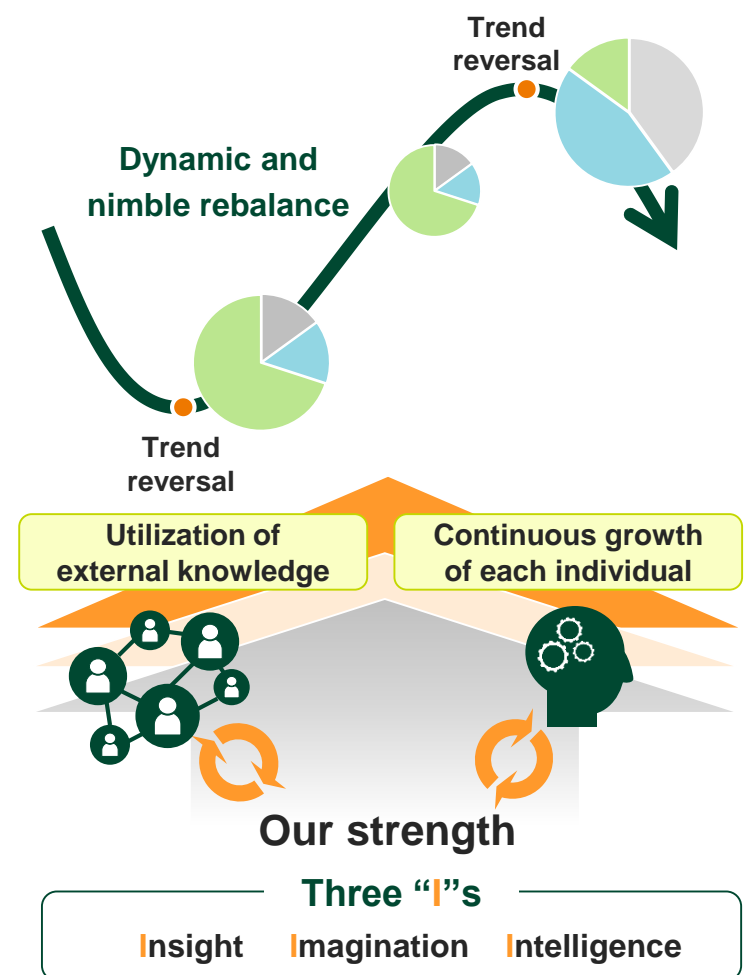 Trend
reversal
Dynamic and
nimble rebalance
Trend
reversal
Utilization of
external knowledge
Continuous growth
of each individual
Our strength
Three “I”s
Insight Imagination Intelligence